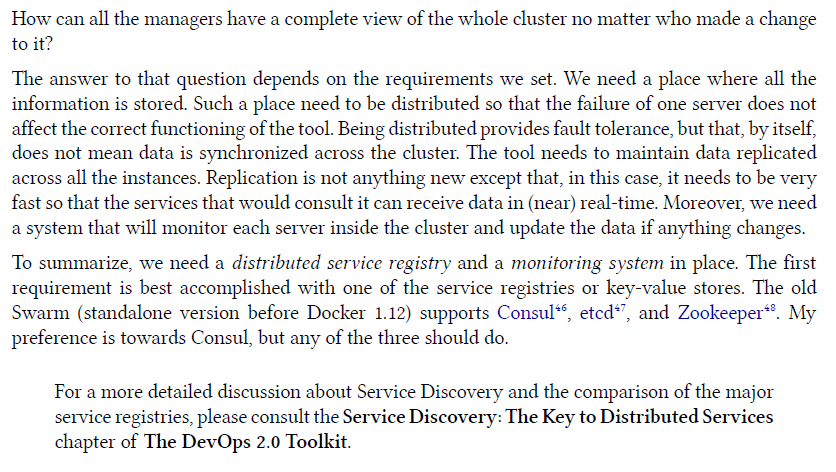 How can all the managers have a complete view of the whole cluster no matter who made a change
to it?
The answer to that question depends on the requirements we set. We need a place where all the
information is stored. Such a place need to be distributed so that the failure of one server does not
affect the correct functioning of the tool. Being distributed provides fault tolerance, but that, by itself,
does not mean data is synchronized across the cluster. The tool needs to maintain data replicated
across all the instances. Replication is not anything new except that, in this case, it needs to be very
fast so that the services that would consult it can receive data in (near) real-time. Moreover, we need
a system that will monitor each server inside the cluster and update the data if anything changes.
To summarize, we need a distributed service registry and a monitoring system in place. The first
requirement is best accomplished with one of the service registries or key-value stores. The old
Swarm (standalone version before Docker 1.12) supports Consul⁴⁶, etcd⁴⁷, and Zookeeper⁴⁸. My
preference is towards Consul, but any of the three should do.
For a more detailed discussion about Service Discovery and the comparison of the major
service registries, please consult the Service Discovery: The Key to Distributed Services
chapter of The DevOps 2.0 Toolkit.